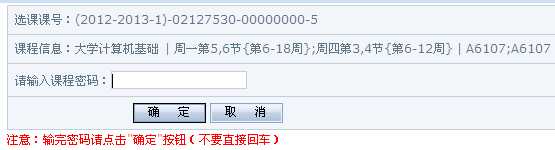 选课课号：(2012-2013-1)-02127530-00000000-5
课程信息：大学计算机基础｜周一第5,6节{第6-18周};周四第3,4节{第6-12周}｜A6107;A6107
请输入课程密码：
确 定 取 消
注意：输完密码请点击"确定"按钮（不要直接回车）